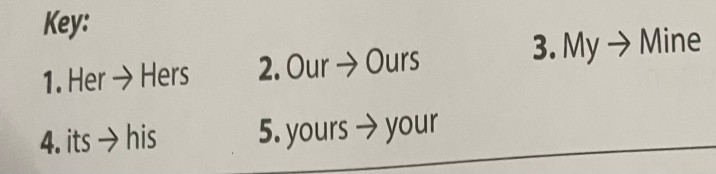 Key:
1. Her → Hers 2. Our → Ours 3. My → Mine
4. its → his 5. yours → your